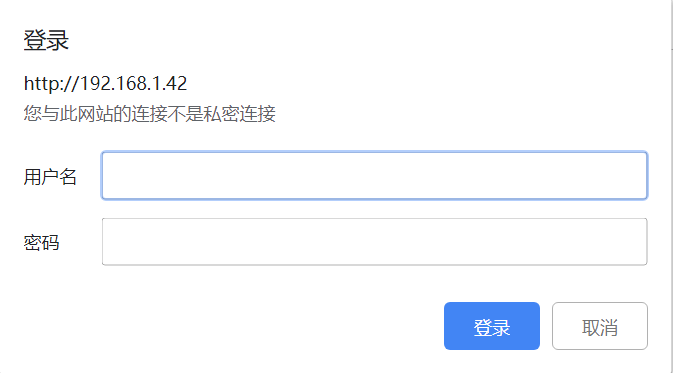 登录
http://192.168.1.42
您与此网站的连接不是私密连接
用户名
密码
登录 取消